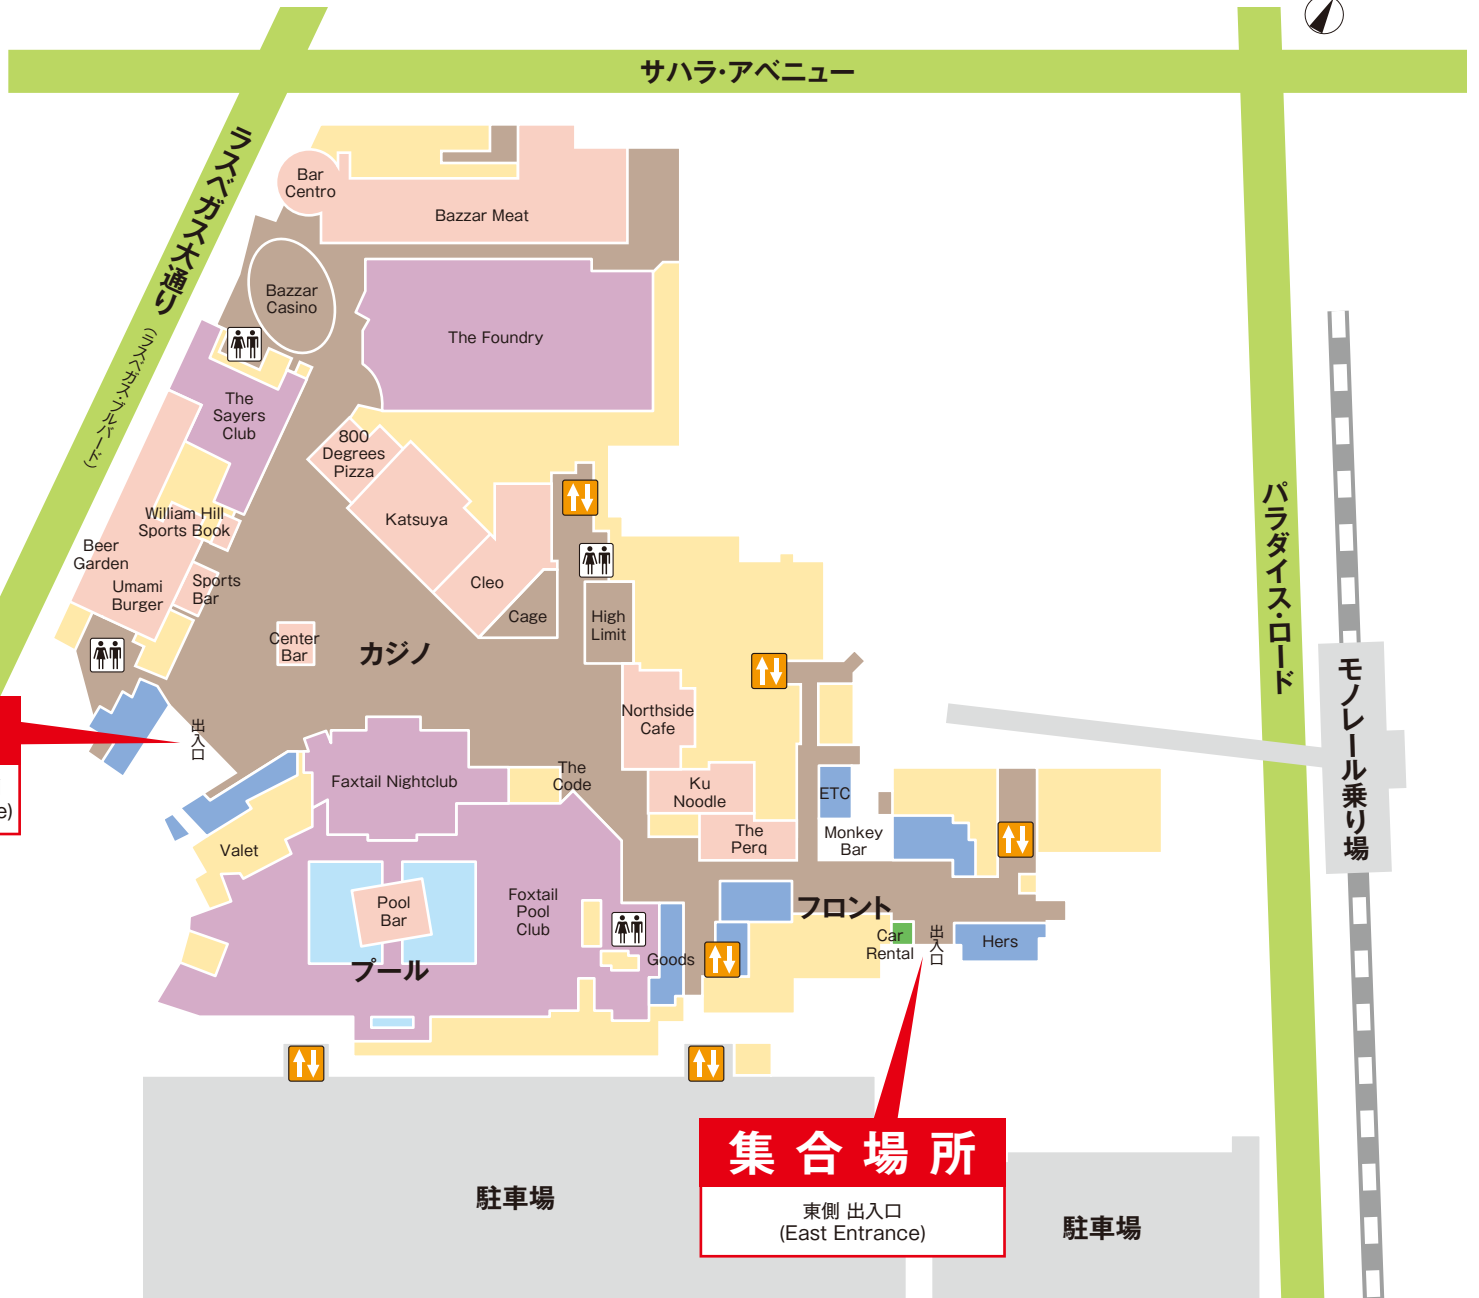 サハラ・アベニュー
ラスベガス大通り
(ラスベガス・ブルバード)
Bar
Centro
Bazzar Meat
Bazzar
Casino
The Foundry
The
Sayers
Club
800
Degrees
Pizza
Katsuya
William Hill
Sports Book
Beer
Garden
Umami
Burger
Sports
Bar
Cleo
Cage
High
Limit
Center
Bar
カジノ
パラダイス・ロード
モノレール乗り場
Northside
Cafe
出入口
e)
Faxtail Nightclub
The
Code
Ku
Noodle
ETC
The
Perq
Monkey
Bar
Valet
Pool
Bar
Foxtail
Pool
Club
フロント
プール
Goods
Car
Rental
出入口
Hers
集合場所
東側 出入口
(East Entrance)
駐車場
駐車場